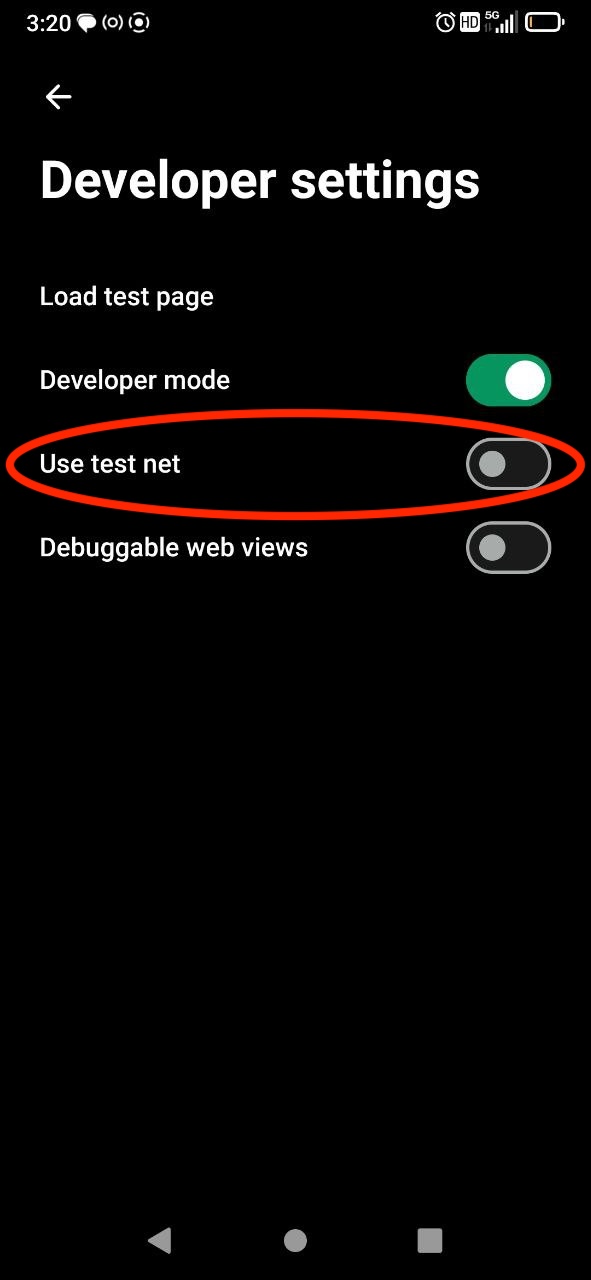 3:20 HD 5G
Developer settings
Load test page
Developer mode
Use test net
Debuggable web views